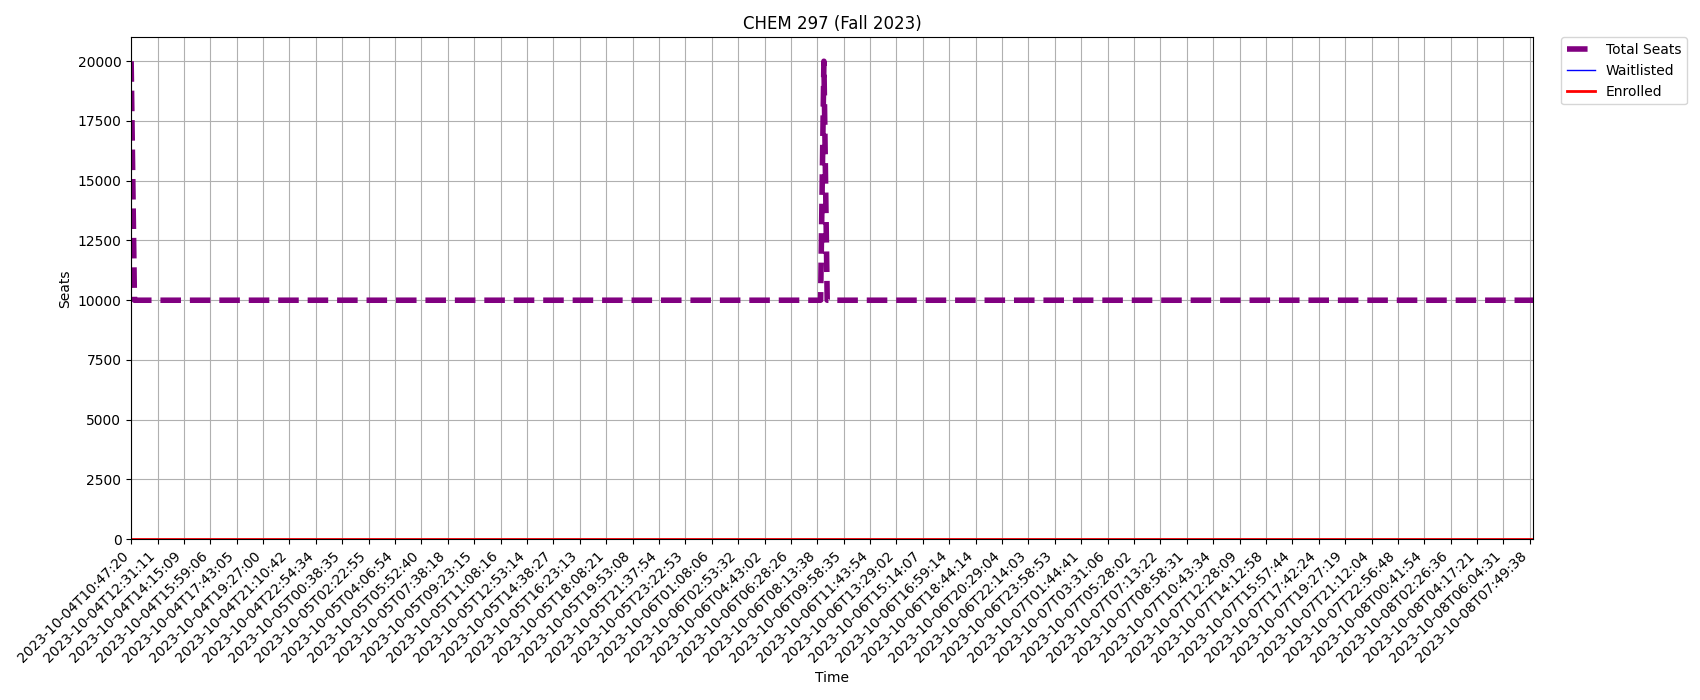 CHEM 297 (Fall 2023)
Total Seats
Waitlisted
Enrolled
Seats
20000
17500
15000
12500
10000
7500
5000
2500
0
2023-10-04T10:47:20
2023-10-04T12:31:11
2023-10-04T14:15:09
2023-10-04T15:59:06
2023-10-04T17:43:05
2023-10-04T19:27:00
2023-10-04T21:10:42
2023-10-04T22:54:34
2023-10-05T00:38:35
2023-10-05T02:22:55
2023-10-05T04:06:54
2023-10-05T05:52:40
2023-10-05T07:38:18
2023-10-05T09:23:15
2023-10-05T11:08:16
2023-10-05T12:53:14
2023-10-05T14:38:27
2023-10-05T16:23:13
2023-10-05T18:08:21
2023-10-05T19:53:08
2023-10-05T21:37:54
2023-10-05T23:22:53
2023-10-06T01:08:06
2023-10-06T02:53:32
2023-10-06T04:43:02
2023-10-06T06:28:26
2023-10-06T08:13:38
2023-10-06T09:58:35
2023-10-06T11:43:54
2023-10-06T13:29:02
2023-10-06T15:14:07
2023-10-06T16:59:14
2023-10-06T18:44:14
2023-10-06T20:29:04
2023-10-06T22:14:03
2023-10-06T23:58:53
2023-10-07T01:44:41
2023-10-07T03:31:06
2023-10-07T05:28:02
2023-10-07T07:13:22
2023-10-07T08:58:31
2023-10-07T10:43:34
2023-10-07T12:28:09
2023-10-07T14:12:58
2023-10-07T15:57:44
2023-10-07T17:42:24
2023-10-07T19:27:19
2023-10-07T21:12:04
2023-10-07T22:56:48
2023-10-08T00:41:54
2023-10-08T02:26:36
2023-10-08T04:17:21
2023-10-08T06:04:31
2023-10-08T07:49:38
Time